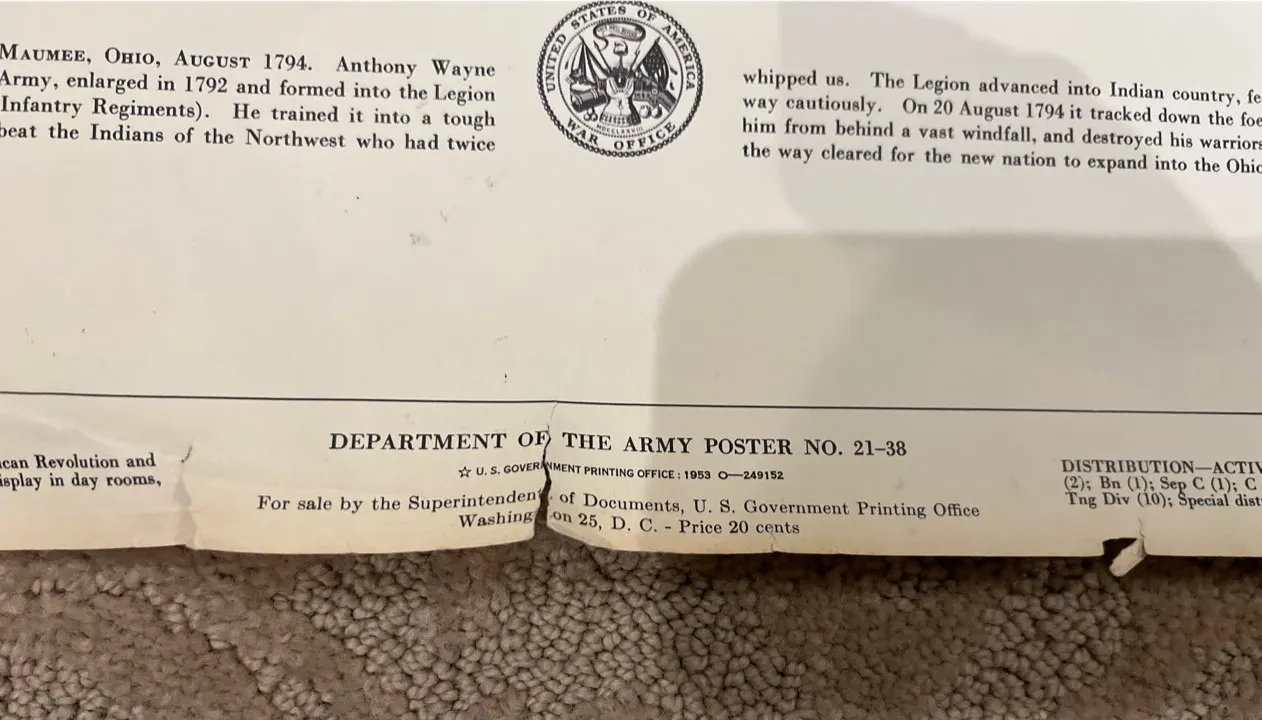 MAUMEE, OHIO, AUGUST 1794. Anthony Wayne
Army, enlarged in 1792 and formed into the Legion
Infantry Regiments). He trained it into a tough
beat the Indians of the Northwest who had twice
UNITED STATES OF AMERICA
WAR OFFICE
whipped us. The Legion advanced into Indian country, fe
way cautiously. On 20 August 1794 it tracked down the foe
him from behind a vast windfall, and destroyed his warriors
the way cleared for the new nation to expand into the Ohio
DEPARTMENT OF THE ARMY POSTER NO. 21–38
☆ U. S. GOVERNMENT PRINTING OFFICE : 1953 O—249152
For sale by the Superintendent of Documents, U. S. Government Printing Office
Washington 25, D. C. - Price 20 cents
ican Revolution and
isplay in day rooms,
DISTRIBUTION—ACTIV
(2); Bn (1); Sep C (1); C
Tng Div (10); Special dist